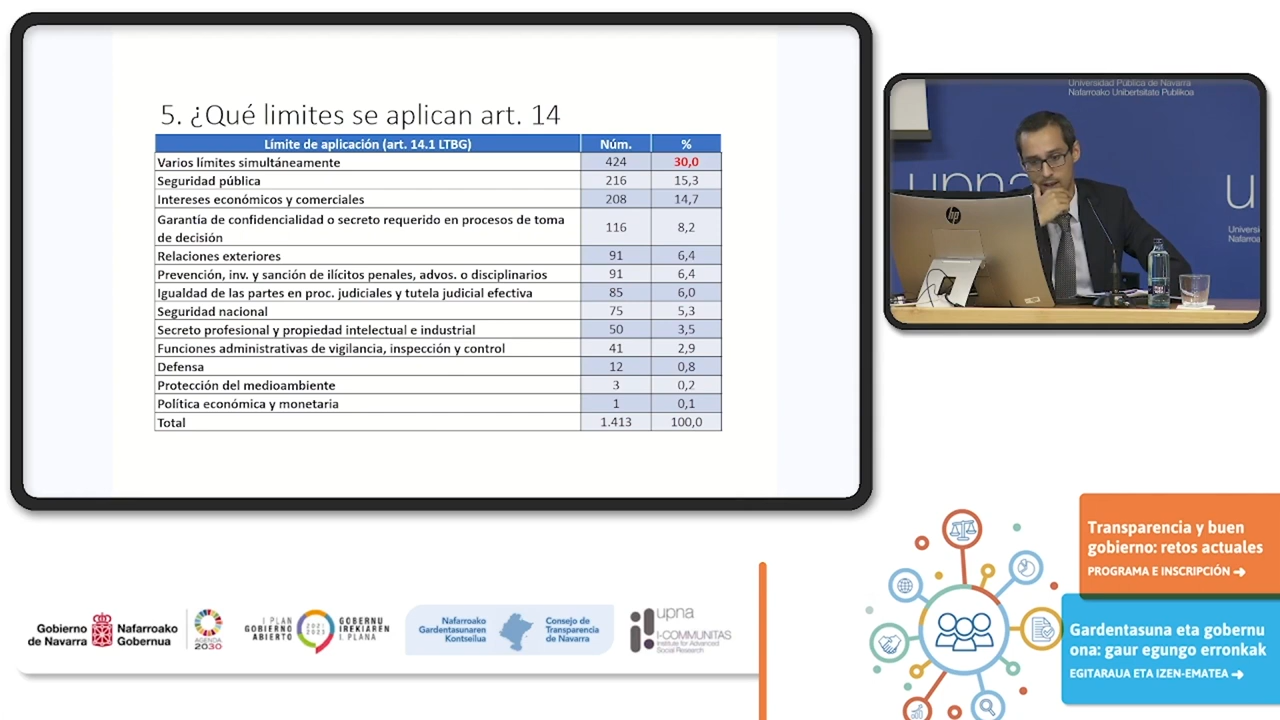 5. ¿Qué limites se aplican art. 14
Límite de aplicación (art. 14.1 LTBG) Núm. %
Varios límites simultáneamente 424 30,0
Seguridad pública 216 15,3
Intereses económicos y comerciales 208 14,7
Garantía de confidencialidad o secreto requerido en procesos de toma
de decisión 116 8,2
Relaciones exteriores 91 6,4
Prevención, inv. y sanción de ilícitos penales, advos. o disciplinarios 91 6,4
Igualdad de las partes en proc. judiciales y tutela judicial efectiva 85 6,0
Seguridad nacional 75 5,3
Secreto profesional y propiedad intelectual e industrial 50 3,5
Funciones administrativas de vigilancia, inspección y control 41 2,9
Defensa 12 0,8
Protección del medioambiente 3 0,2
Política económica y monetaria 1 0,1
Total 1.413 100,0
Universidad Pública de Navarra
Nafarroako Unibertsitate Publikoa
upna
u
Universi
Nafarroa
hp
Transparencia y buen
gobierno: retos actuales
PROGRAMA E INSCRIPCIÓN
Gardentasuna eta gobernu
ona: gaur egungo erronkak
EGITARAUA ETA IZEN-EMATEA
Gobierno
de Navarra
Nafarroako
Gobernua
AGENDA
2030
I PLAN
GOBIERNO
ABIERTO
2021
2023
GOBERNU
IREKIAREN
I. PLANA
Nafarroako
Gardentasunaren
Kontseilua
Consejo de
Transparencia
de Navarra
upna
I-COMMUNITAS
Institute for Advanced
Social Research